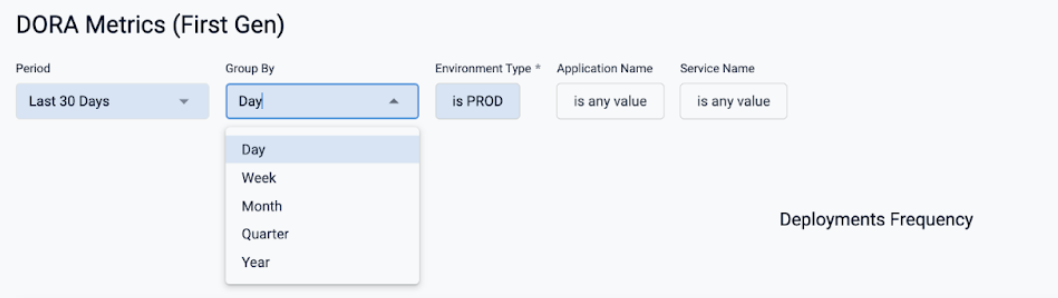 DORA Metrics (First Gen)
Period Group By Environment Type * Application Name Service Name
Last 30 Days Day is PROD is any value is any value
Day
Week
Month
Deployments Frequency
Quarter
Year